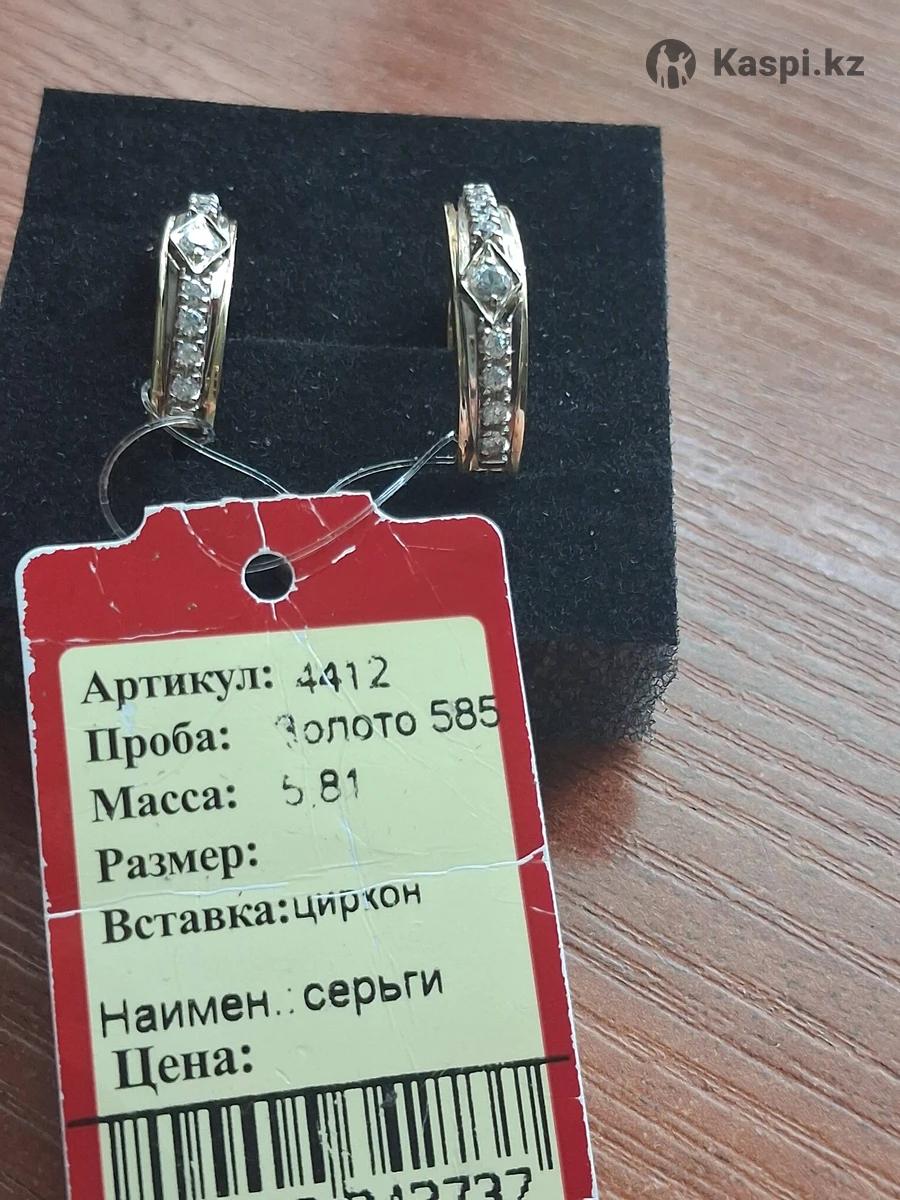 Kaspi.kz
Артикул: 4412
Проба: Золото 585
Масса: 5.81
Размер:
Вставка: циркон
Наимен.: серьги
Цена: